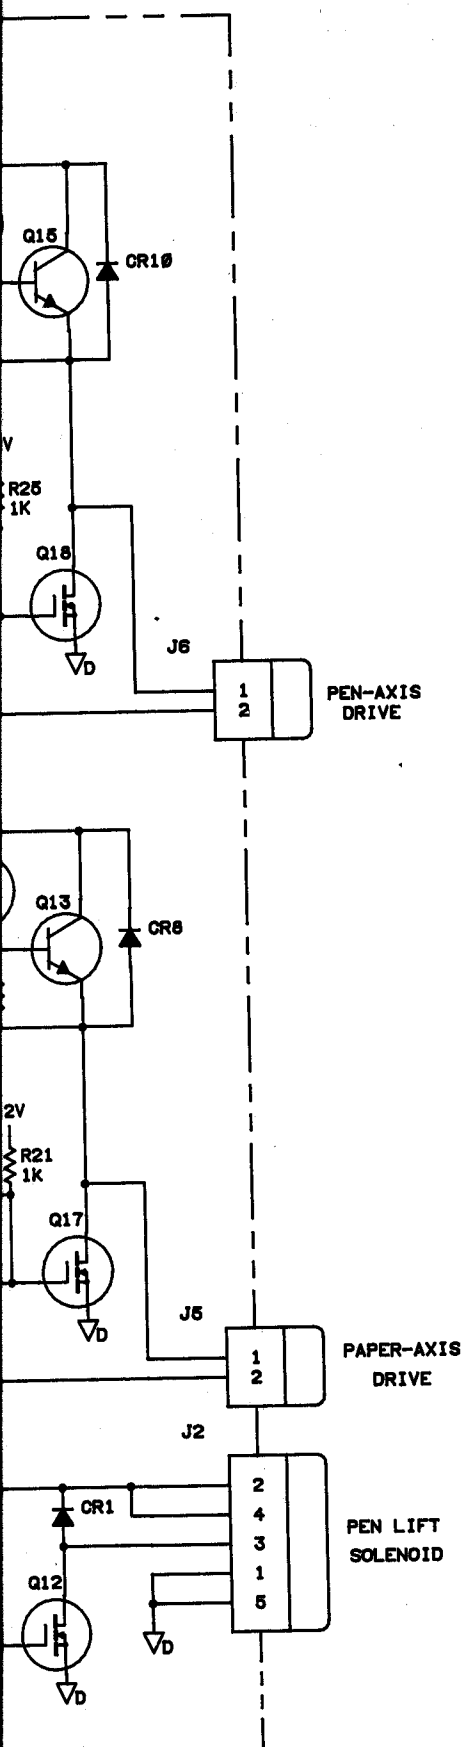 Q15
CR10
V
R25
1K
Q18
D
J6
1
2
PEN-AXIS
DRIVE
Q13
CR8
2V
R21
1K
Q17
D
J5
1
2
PAPER-AXIS
DRIVE
J2
2
4
3
1
5
CR1
PEN LIFT
SOLENOID
Q12
D
D